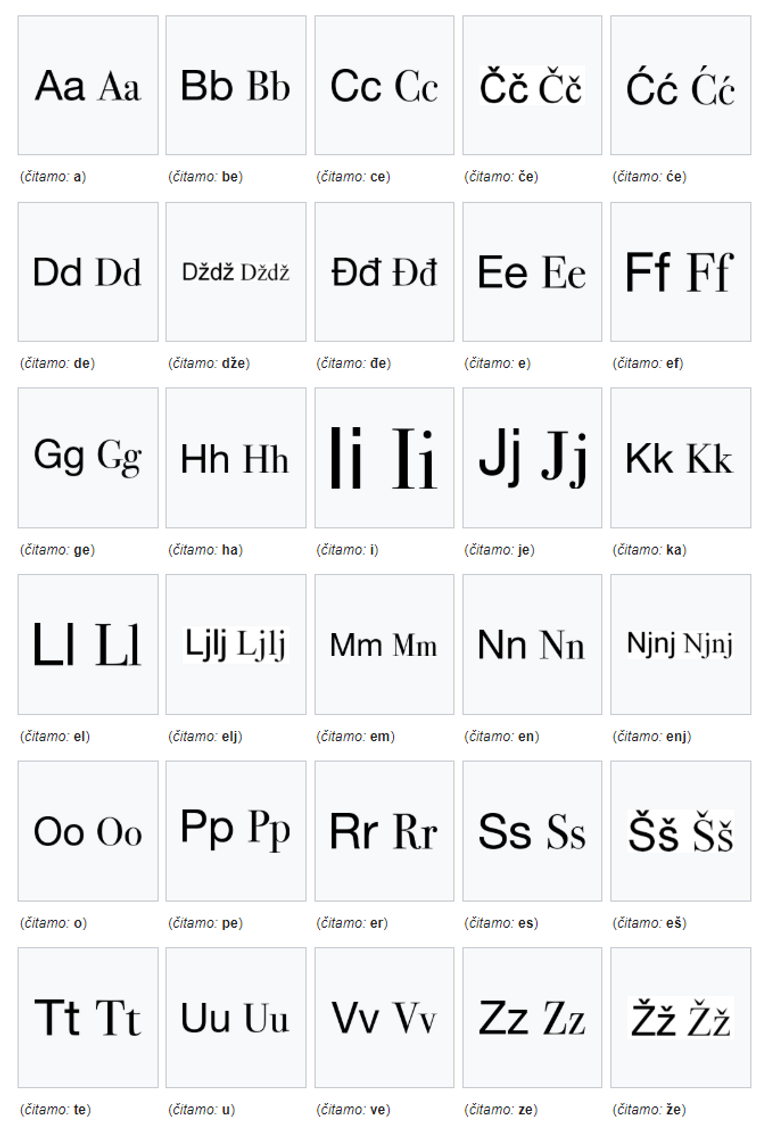 Aa Aa Bb Bb Cc Cc Čč Čč Ćć Ćć
(čitamo: a) (čitamo: be) (čitamo: ce) (čitamo: če) (čitamo: će)
Dd Dd Dždž Dždž Đđ Đđ Ee Ee Ff Ff
(čitamo: de) (čitamo: dže) (čitamo: đe) (čitamo: e) (čitamo: ef)
Gg Gg Hh Hh Ii Ii Jj Jj Kk Kk
(čitamo: ge) (čitamo: ha) (čitamo: i) (čitamo: je) (čitamo: ka)
Ll Ll Ljlj Ljlj Mm Mm Nn Nn Njnj Njnj
(čitamo: el) (čitamo: elj) (čitamo: em) (čitamo: en) (čitamo: enj)
Oo Oo Pp Pp Rr Rr Ss Ss Šš Šš
(čitamo: o) (čitamo: pe) (čitamo: er) (čitamo: es) (čitamo: eš)
Tt Tt Uu Uu Vv Vv Zz Zz Žž Žž
(čitamo: te) (čitamo: u) (čitamo: ve) (čitamo: ze) (čitamo: že)